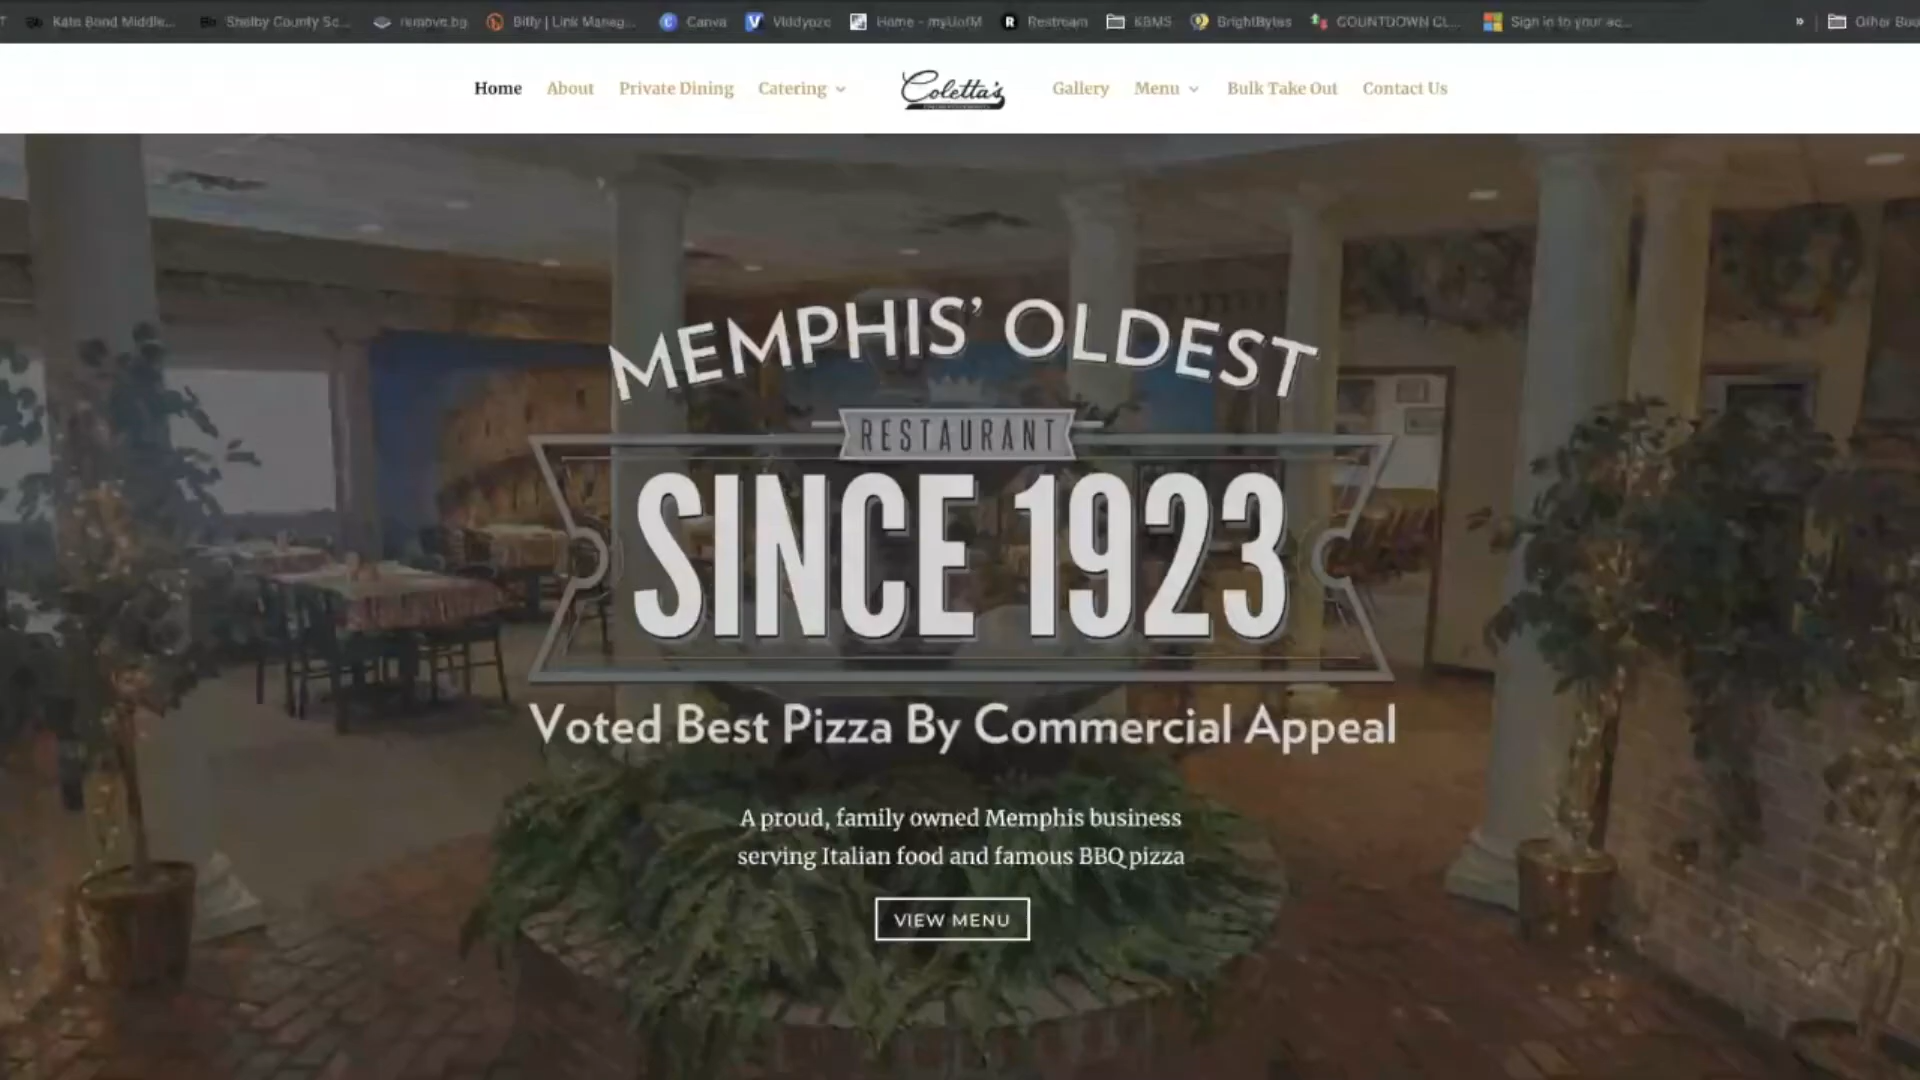 Kate Bond Middle...
Shelby County Sc...
remove.bg
Bitly | Link Manag...
Canva
Viddyoze
Home - myUofM
Restream
KBMS
BrightBytes
COUNTDOWN CL...
Sign in to your ac...
»
Home
About
Private Dining
Catering
Coletta's
Gallery
Menu
Bulk Take Out
Contact Us
MEMPHIS’ OLDEST
RESTAURANT
SINCE 1923
Voted Best Pizza By Commercial Appeal
A proud, family owned Memphis business
serving Italian food and famous BBQ pizza
VIEW MENU